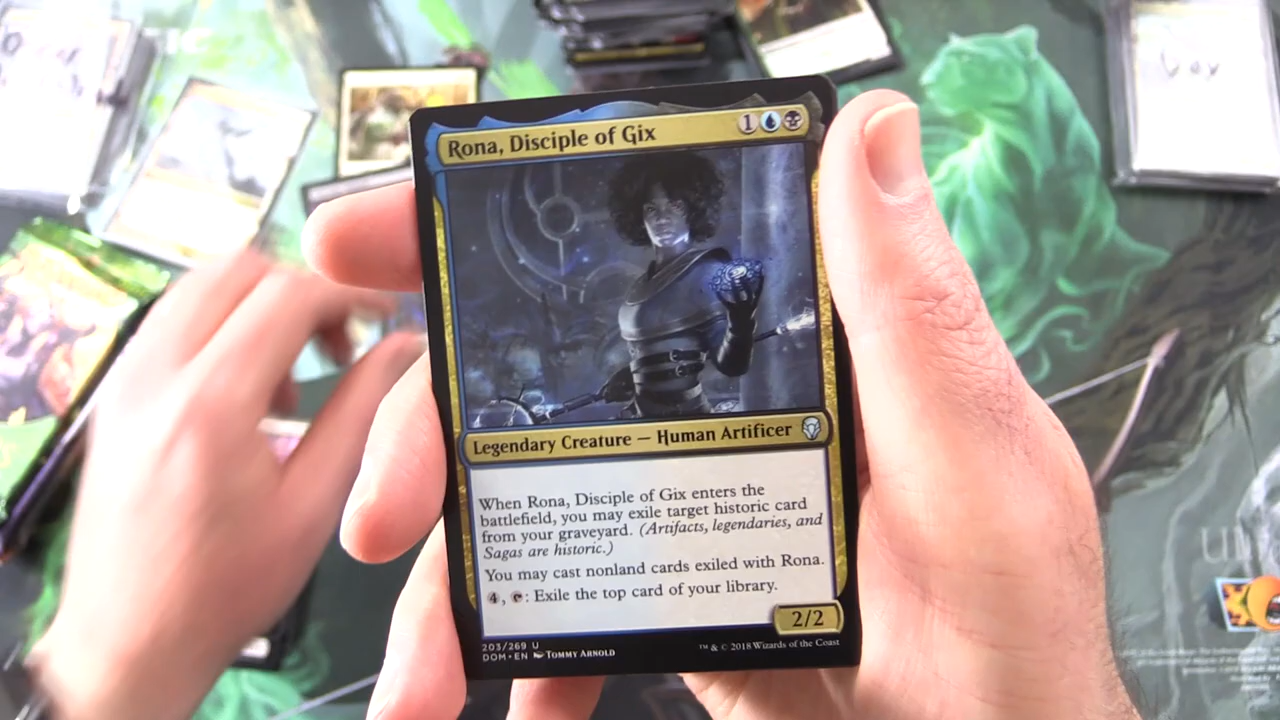 Rona, Disciple of Gix
1
Legendary Creature — Human Artificer
When Rona, Disciple of Gix enters the
battlefield, you may exile target historic card
from your graveyard. (Artifacts, legendaries, and
Sagas are historic.)
You may cast nonland cards exiled with Rona.
4, : Exile the top card of your library.
2/2
203/269 U
DOM • EN TOMMY ARNOLD
™ & © 2018 Wizards of the Coast